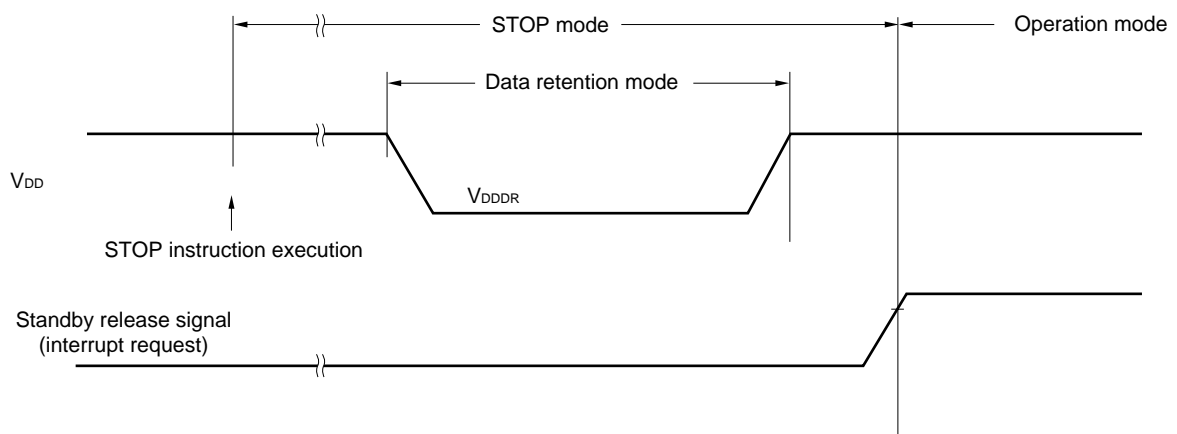 STOP mode
Operation mode
Data retention mode
VDD
VDDDR
STOP instruction execution
Standby release signal
(interrupt request)